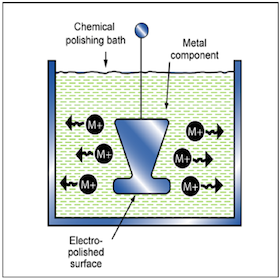 Chemical
polishing bath
Metal
component
M+
M+
M+
M+
M+
M+
Electro-
polished
surface